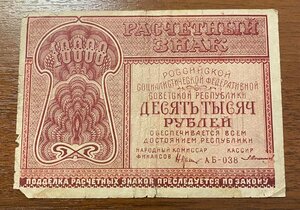 РАСЧЕТНЫЙ
ЗНАК
10000
РОССИЙСКОЙ
СОЦИАЛИСТИЧЕСКОЙ ФЕДЕРАТИВНОЙ
СОВЕТСКОЙ РЕСПУБЛИКИ
ДЕСЯТЬ ТЫСЯЧ
РУБЛЕЙ
ОБЕСПЕЧИВАЕТСЯ ВСЕМ
ДОСТОЯНИЕМ РЕСПУБЛИКИ
НАРОДНЫЙ КОМИССАР КАССИР
ФИНАНСОВ АБ-038
ПОДДЕЛКА РАСЧЕТНЫХ ЗНАКОВ ПРЕСЛЕДУЕТСЯ ПО ЗАКОНУ